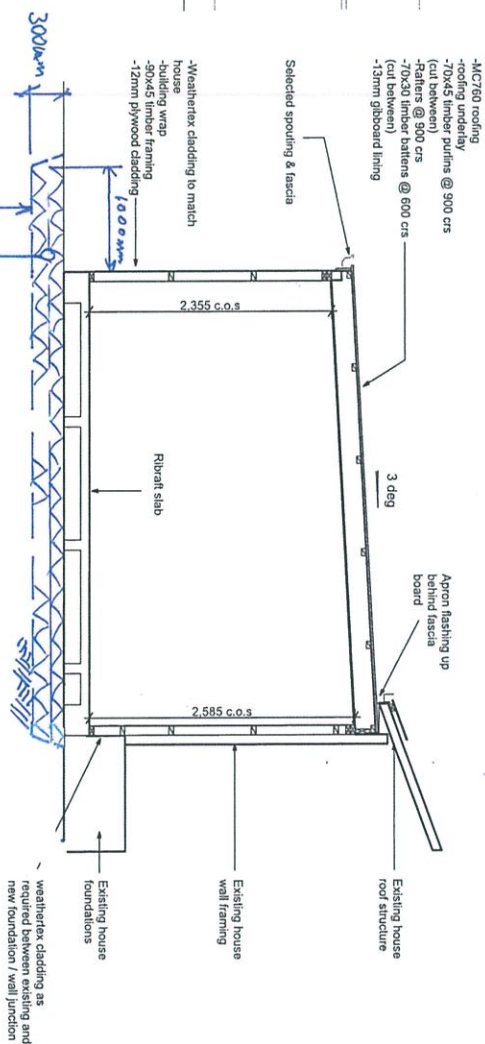 -MC760 roofing
-roofing underlay
-70x45 timber purlins @ 900 crs
(cut between)
-Rafters @ 900 crs
-70x30 timber battens @ 600 crs
(cut between)
-13mm gibboard lining
Selected spouting & fascia
-Weathertex cladding to match
house
-building wrap
-90x45 timber framing
-12mm plywood cladding
300mm
1000mm
2,355 c.o.s
3 deg
Apron flashing up
behind fascia
board
Ribraft slab
2,585 c.o.s
Existing house
roof structure
Existing house
wall framing
Existing house
foundations
weathertex cladding as
required between existing and
new foundation / wall junction